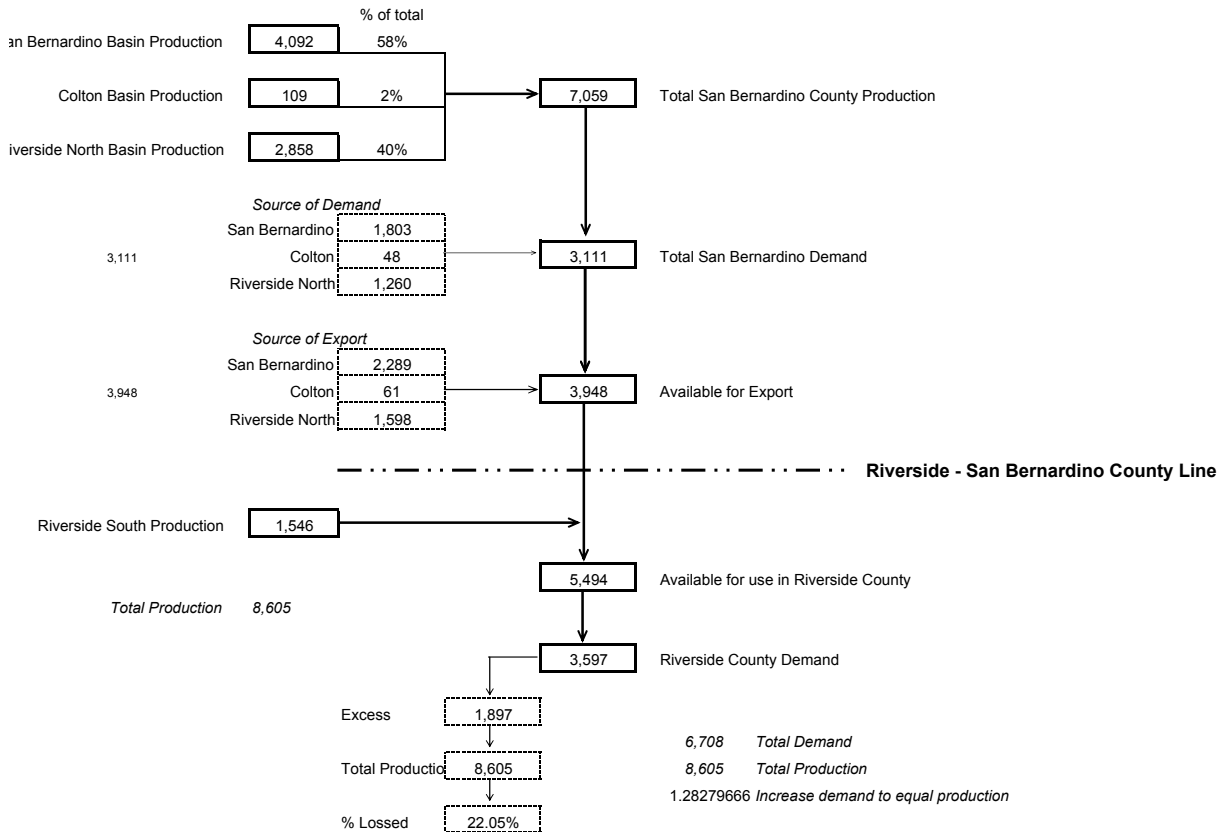 % of total
an Bernardino Basin Production 4,092 58%
Colton Basin Production 109 2% 7,059 Total San Bernardino County Production
iverside North Basin Production 2,858 40%
Source of Demand
San Bernardino 1,803
3,111 Colton 48 3,111 Total San Bernardino Demand
Riverside North 1,260
Source of Export
San Bernardino 2,289
3,948 Colton 61 3,948 Available for Export
Riverside North 1,598
Riverside - San Bernardino County Line
Riverside South Production 1,546
5,494 Available for use in Riverside County
Total Production 8,605
3,597 Riverside County Demand
Excess 1,897
6,708 Total Demand
Total Productio 8,605 8,605 Total Production
1.28279666 Increase demand to equal production
% Lossed 22.05%